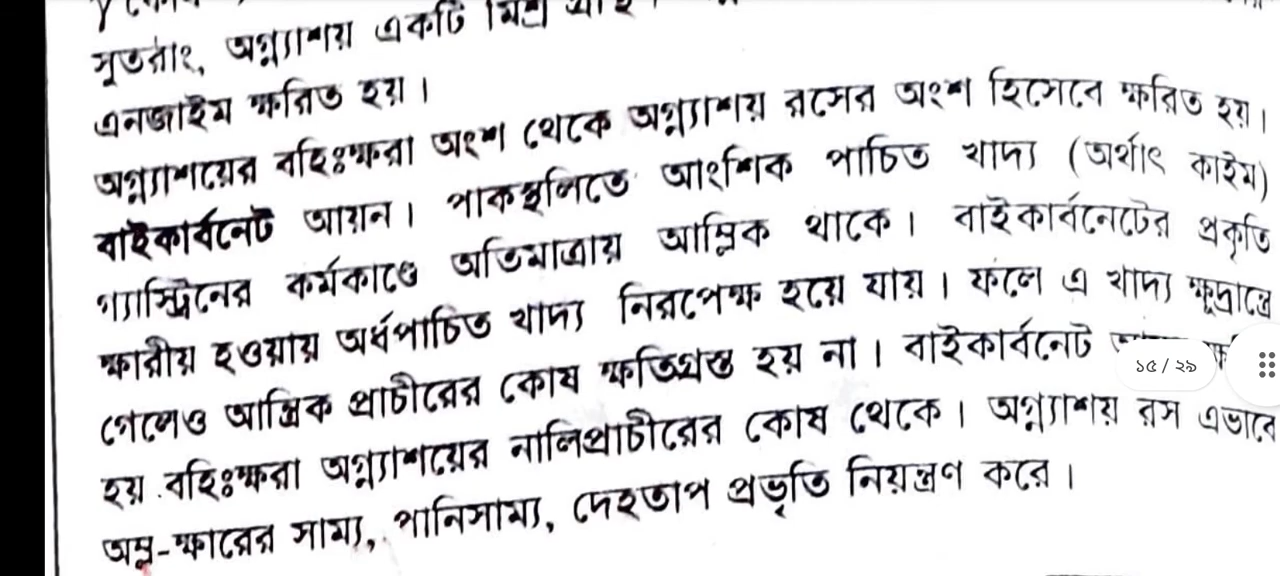 সুতরাং, অগ্ন্যাশয় একটি মিশ্র
এনজাইম ক্ষরিত হয়।
অগ্ন্যাশয়ের বহিঃক্ষরা অংশ থেকে অগ্ন্যাশয় রসের অংশ হিসেবে ক্ষরিত হয়।
বাইকার্বনেট আয়ন। পাকস্থলিতে আংশিক পাচিত খাদ্য (অর্থাৎ কাইম)
গ্যাস্ট্রিনের কর্মকাণ্ডে অতিমাত্রায় আম্লিক থাকে। বাইকার্বনেটের প্রকৃতি
ক্ষারীয় হওয়ায় অর্ধপাচিত খাদ্য নিরপেক্ষ হয়ে যায়। ফলে এ খাদ্য ক্ষুদ্রান্ত্রে
গেলেও আন্ত্রিক প্রাচীরের কোষ ক্ষতিগ্রস্ত হয় না। বাইকার্বনেট
১৫/২৯
হয় বহিঃক্ষরা অগ্ন্যাশয়ের নালিপ্রাচীরের কোষ থেকে। অগ্ন্যাশয় রস এভাবে
অম্ল-ক্ষারের সাম্য, পানিসাম্য, দেহতাপ প্রভৃতি নিয়ন্ত্রণ করে।